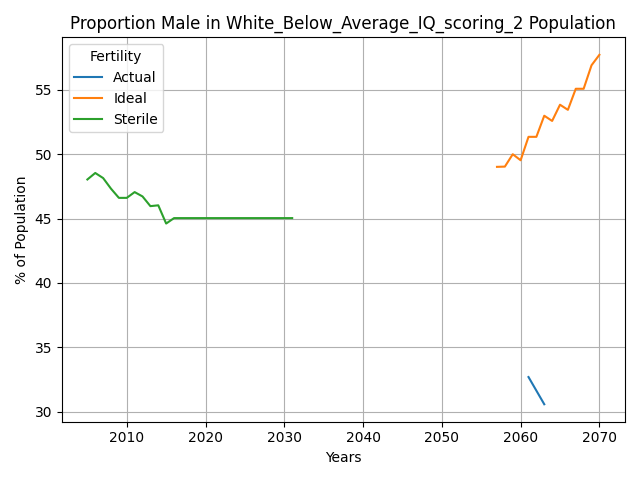 Proportion Male in White_Below_Average_IQ_scoring_2 Population
Fertility
Actual
Ideal
Sterile
% of Population
55
50
45
40
35
30
2010 2020 2030 2040 2050 2060 2070
Years